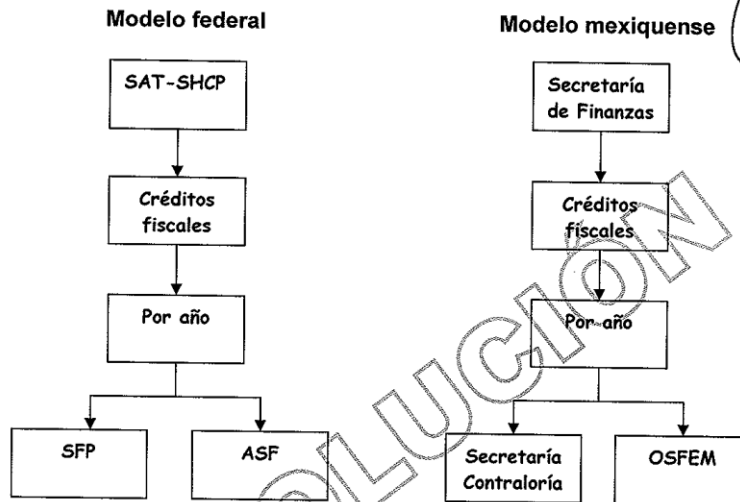 Modelo federal
SAT-SHCP
Créditos
fiscales
Por año
SFP
ASF
Modelo mexiquense
Secretaría
de Finanzas
Créditos
fiscales
Por año
Secretaría
Contraloría
OSFEM
OLUCIÓN